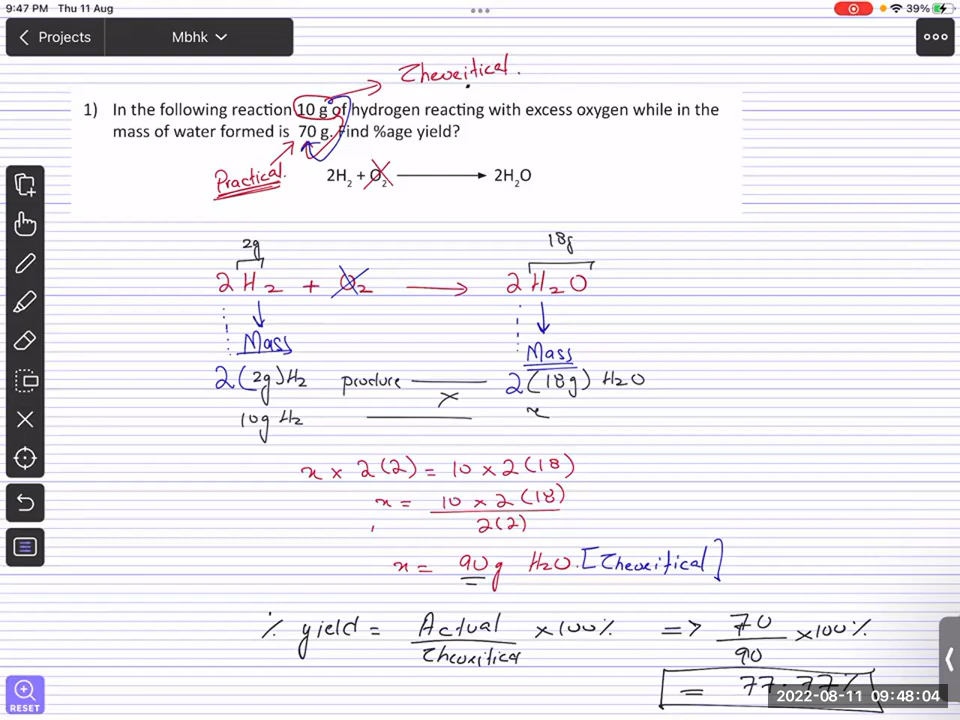 9:47 PM Thu 11 Aug 39%
Projects Mbhk
Theoritical.
1) In the following reaction 10 g of hydrogen reacting with excess oxygen while in the
mass of water formed is 70 g. Find %age yield?
Practical.
2H₂ + O₂ → 2H₂O
2g 18g
2H₂ + O₂ → 2H₂O
Mass Mass
2(2g)H₂ produce 2(18g) H₂O
10g H₂ x
x × 2(2) = 10 × 2(18)
x = 10 × 2(18)
2(2)
x = 90g H₂O. [Theoritical]
% yield = Actual ×100% => 70 ×100%
Theoritical 90
= 77.77%
RESET
2022-08-11 09:48:04